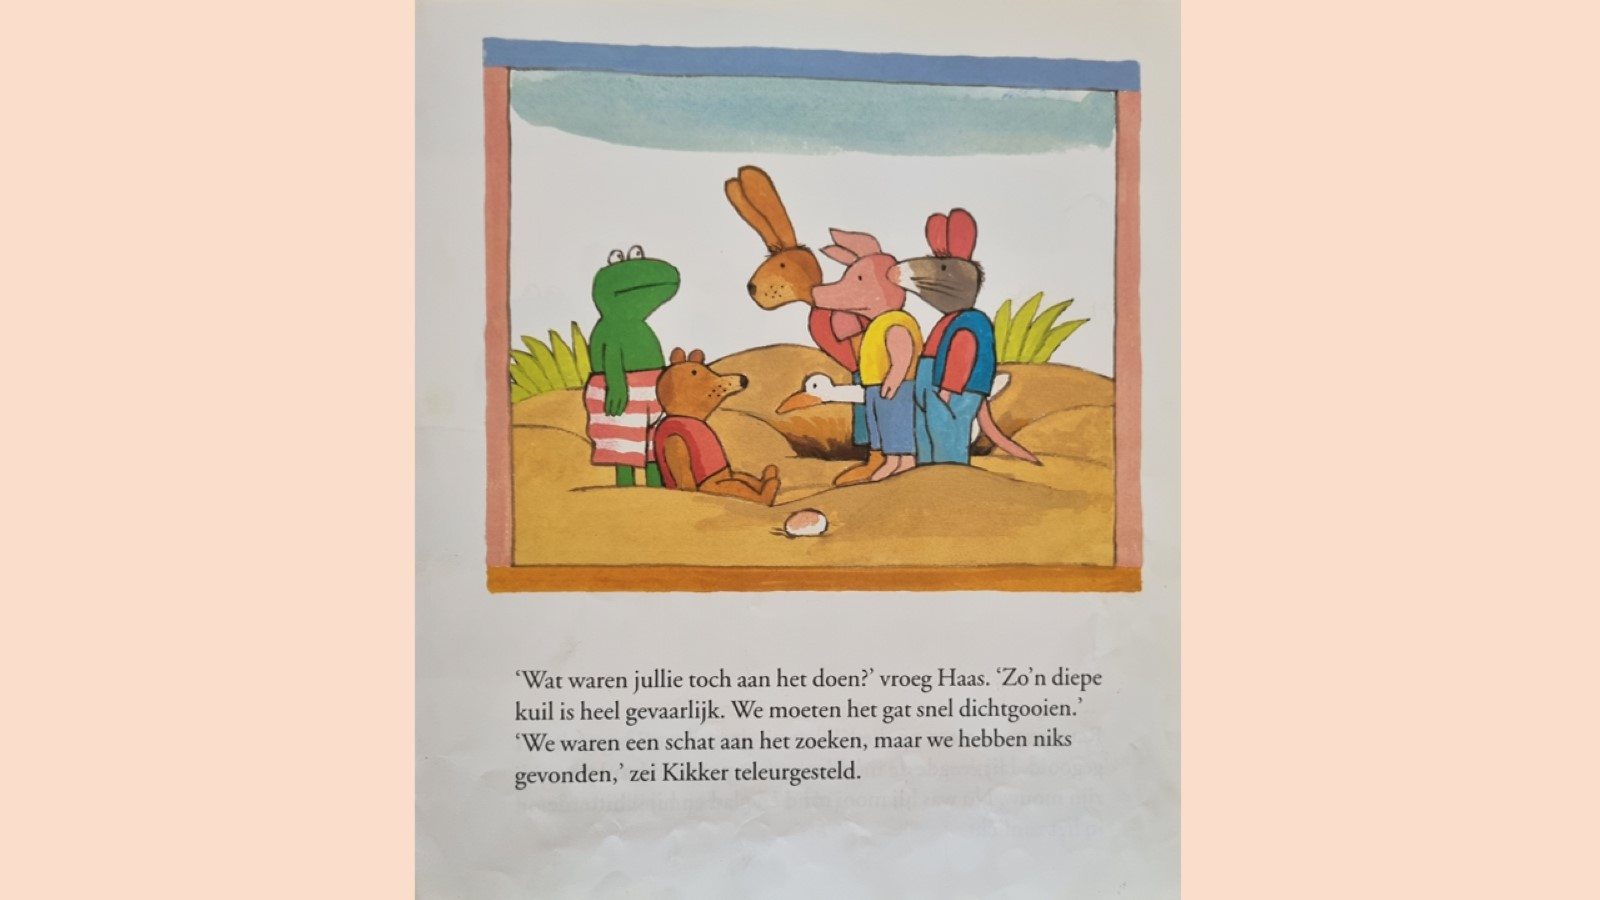 ‘Wat waren jullie toch aan het doen?’ vroeg Haas. ‘Zo’n diepe
kuil is heel gevaarlijk. We moeten het gat snel dichtgooien.’
‘We waren een schat aan het zoeken, maar we hebben niks
gevonden,’ zei Kikker teleurgesteld.